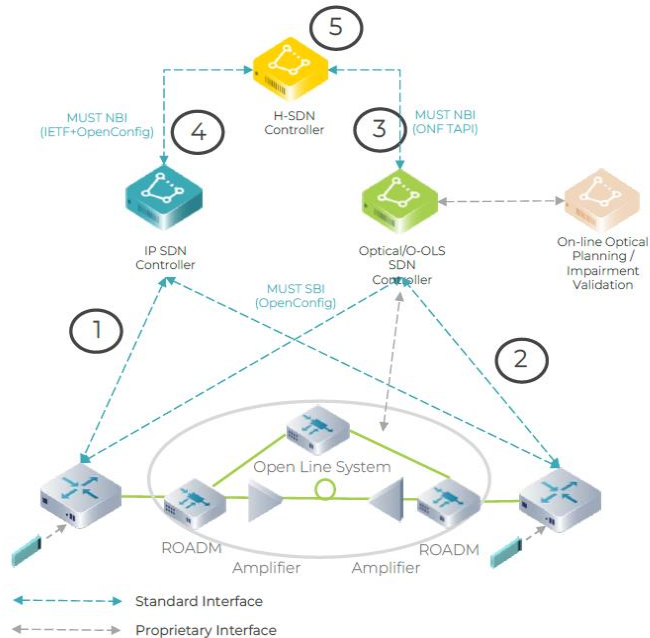 5
H-SDN
Controller
MUST NBI
(IETF+OpenConfig)
4
3
MUST NBI
(ONF TAPI)
IP SDN
Controller
Optical/O-OLS
SDN
Controller
On-line Optical
Planning /
Impairment
Validation
MUST SBI
(OpenConfig)
1
2
Open Line System
ROADM
ROADM
Amplifier
Amplifier
Standard Interface
Proprietary Interface